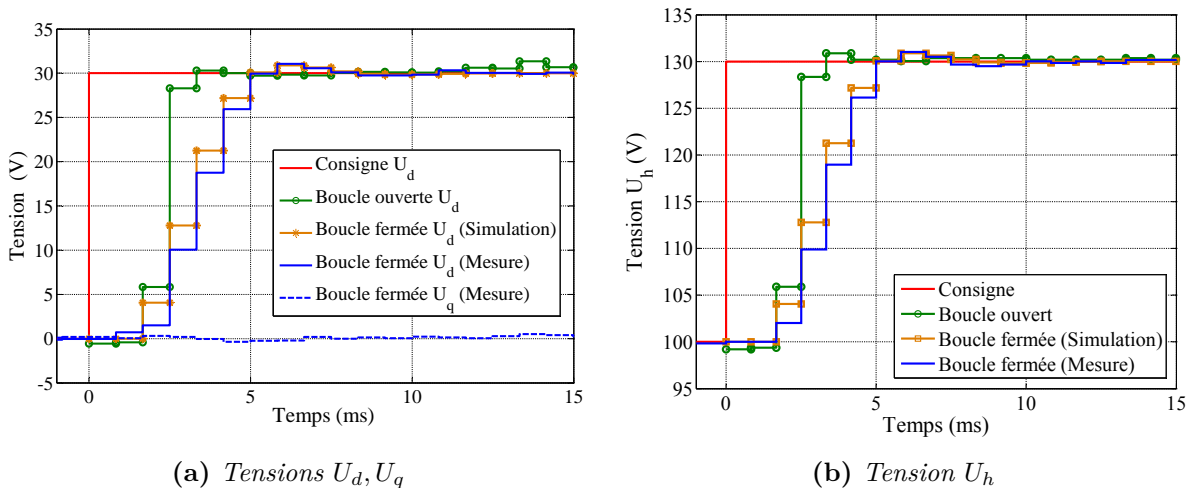 35
30
25
20
15
10
5
0
-5
0
5
10
15
Tension (V)
Temps (ms)
Consigne U_d
Boucle ouverte U_d
Boucle fermée U_d (Simulation)
Boucle fermée U_d (Mesure)
Boucle fermée U_q (Mesure)
(a) Tensions U_d, U_q
135
130
125
120
115
110
105
100
95
0
5
10
15
Tension U_h (V)
Temps (ms)
Consigne
Boucle ouvert
Boucle fermée (Simulation)
Boucle fermée (Mesure)
(b) Tension U_h